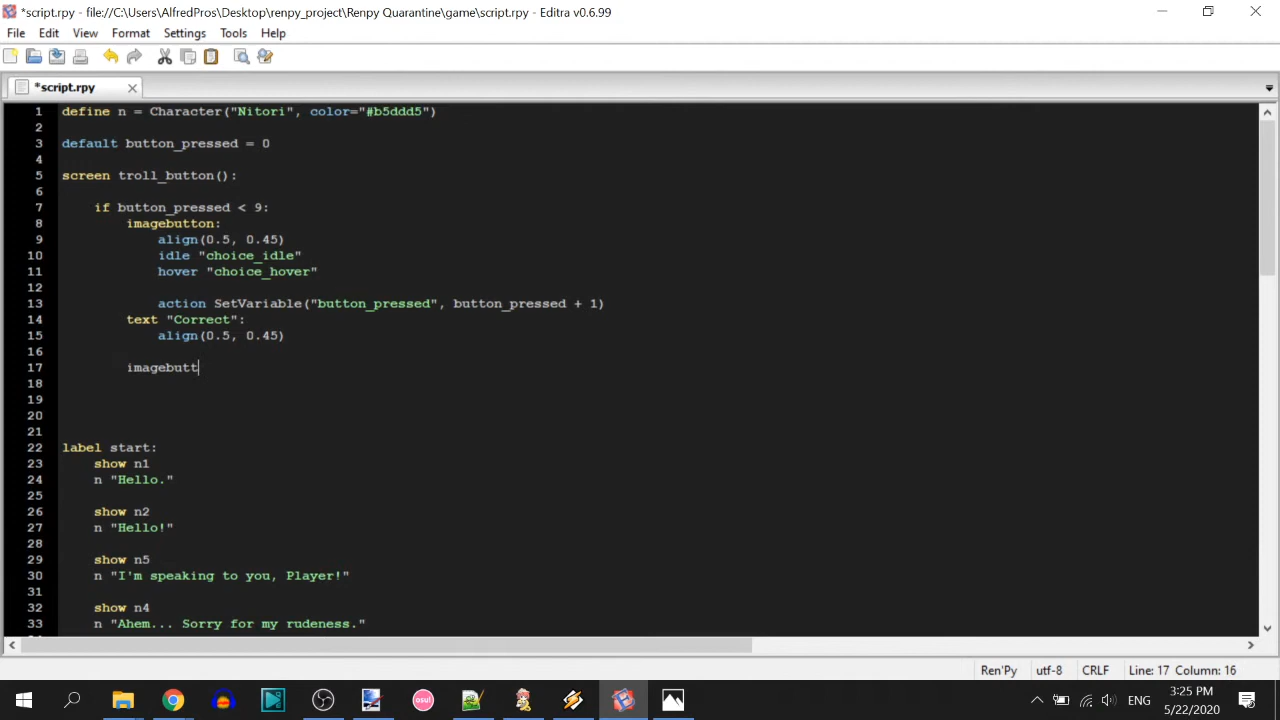 *script.rpy - file://C:\Users\AlfredPros\Desktop\renpy_project\Renpy Quarantine\game\script.rpy - Editra v0.6.99
File Edit View Format Settings Tools Help
*script.rpy
1 define n = Character("Nitori", color="#b5ddd5")
2
3 default button_pressed = 0
4
5 screen troll_button():
6
7 if button_pressed < 9:
8 imagebutton:
9 align(0.5, 0.45)
10 idle "choice_idle"
11 hover "choice_hover"
12
13 action SetVariable("button_pressed", button_pressed + 1)
14 text "Correct":
15 align(0.5, 0.45)
16
17 imagebutt
18
19
20
21
22 label start:
23 show n1
24 n "Hello."
25
26 show n2
27 n "Hello!"
28
29 show n5
30 n "I'm speaking to you, Player!"
31
32 show n4
33 n "Ahem... Sorry for my rudeness."
Ren'Py utf-8 CRLF Line: 17 Column: 16
osu!
ENG
3:25 PM
5/22/2020